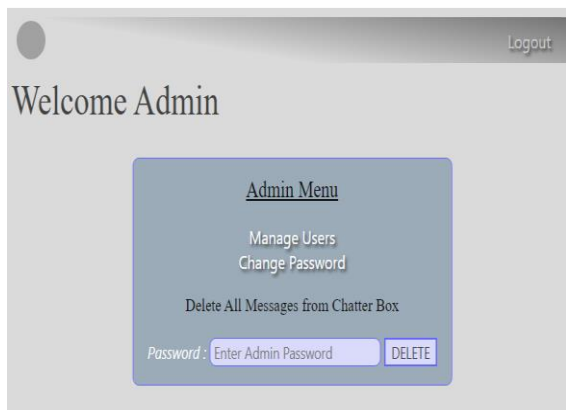 Logout
Welcome Admin
Admin Menu
Manage Users
Change Password
Delete All Messages from Chatter Box
Password : Enter Admin Password DELETE